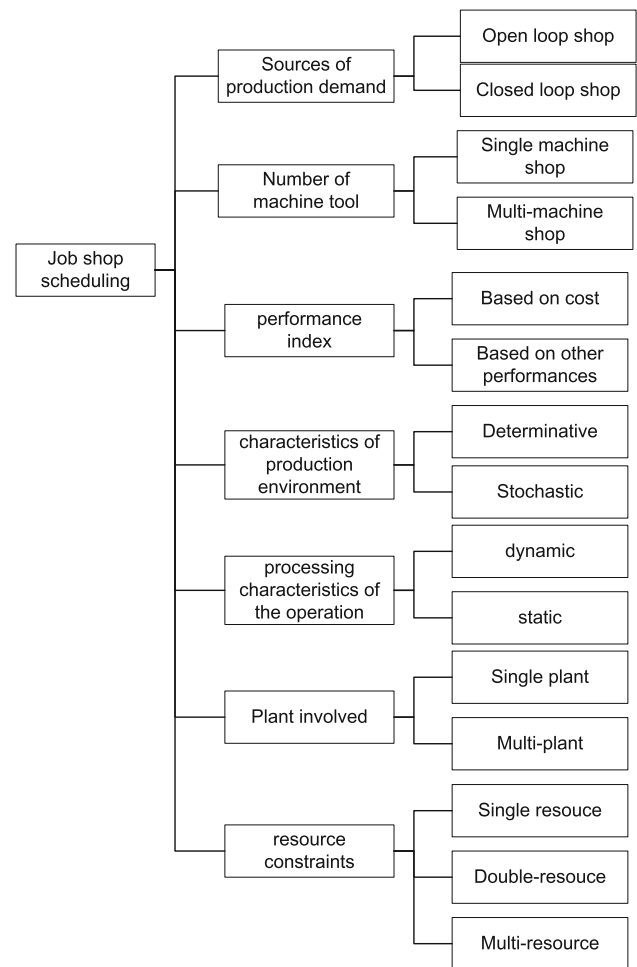 Job shop
scheduling
Sources of
production demand
Open loop shop
Closed loop shop
Number of
machine tool
Single machine
shop
Multi-machine
shop
performance
index
Based on cost
Based on other
performances
characteristics of
production
environment
Determinative
Stochastic
processing
characteristics of
the operation
dynamic
static
Plant involved
Single plant
Multi-plant
resource
constraints
Single resouce
Double-resouce
Multi-resource